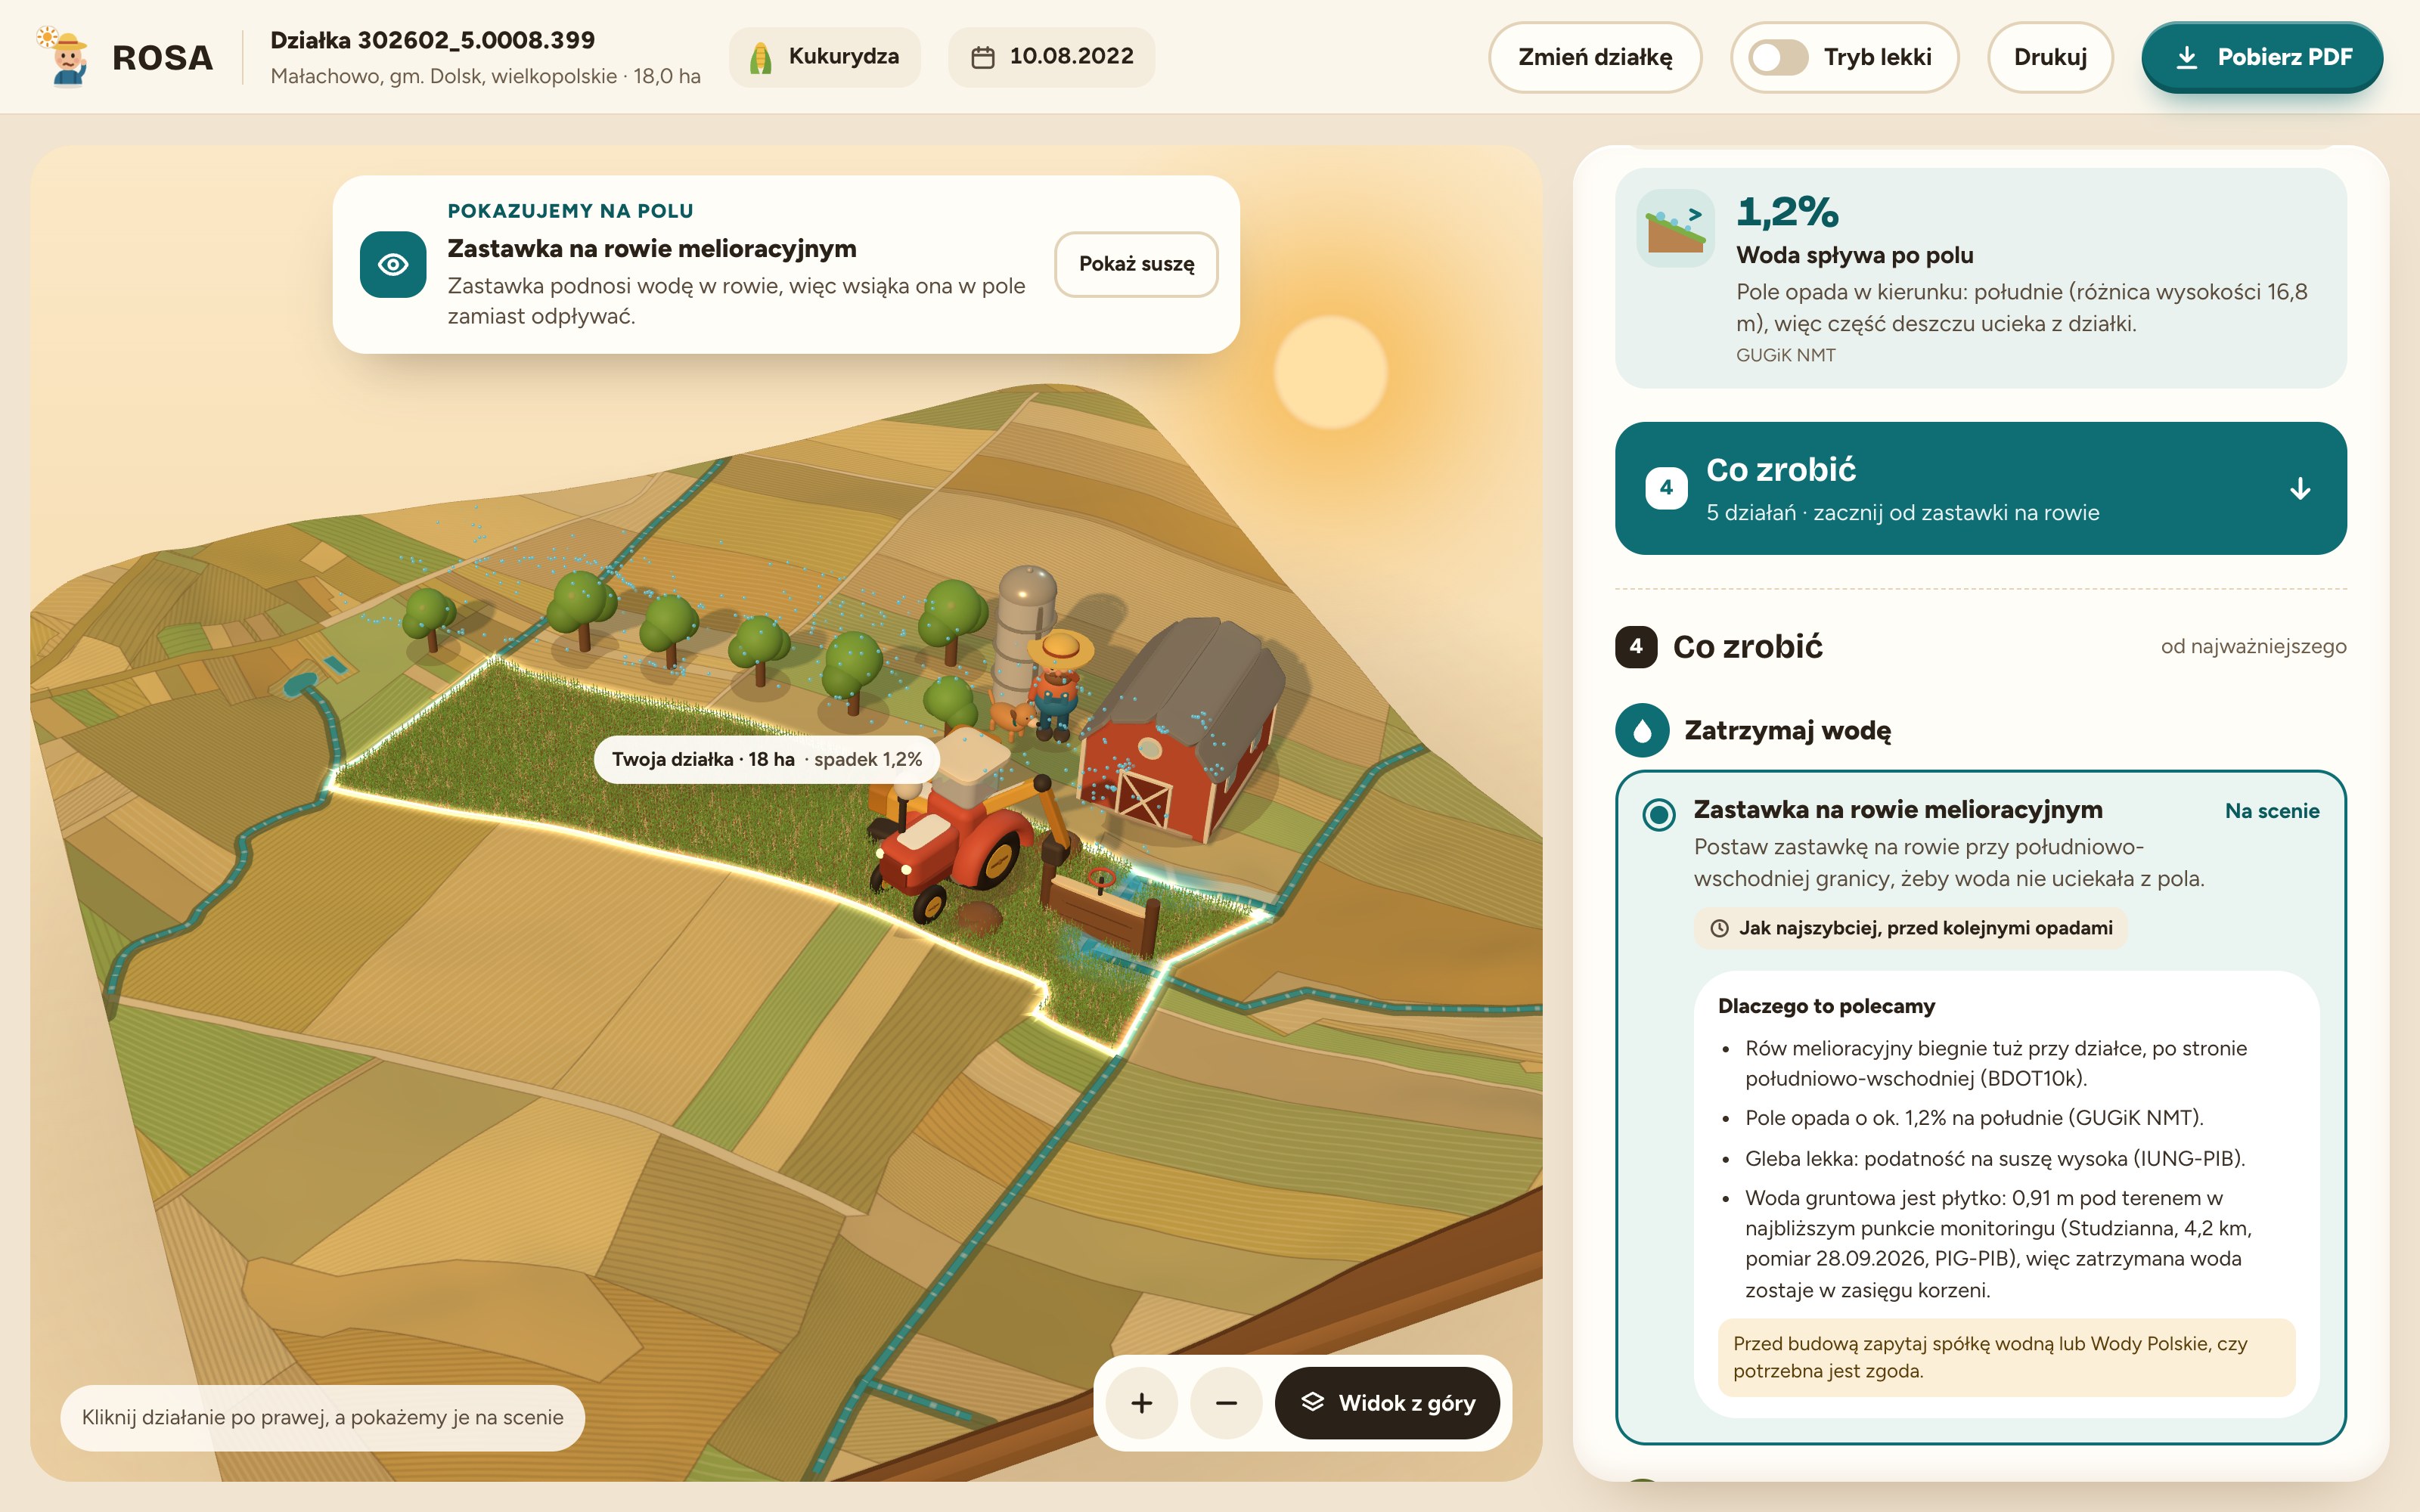 ROSA
Działka 302602_5.0008.399
Małachowo, gm. Dolsk, wielkopolskie · 18,0 ha
Kukurydza
10.08.2022
Zmień działkę
Tryb lekki
Drukuj
Pobierz PDF
POKAZUJEMY NA POLU
Zastawka na rowie melioracyjnym
Zastawka podnosi wodę w rowie, więc wsiąka ona w pole
zamiast odpływać.
Pokaż suszę
Twoja działka · 18 ha · spadek 1,2%
Kliknij działanie po prawej, a pokażemy je na scenie
+
−
Widok z góry
1,2%
Woda spływa po polu
Pole opada w kierunku: południe (różnica wysokości 16,8
m), więc część deszczu ucieka z działki.
GUGiK NMT
4
Co zrobić
5 działań · zacznij od zastawki na rowie
4
Co zrobić
od najważniejszego
Zatrzymaj wodę
Zastawka na rowie melioracyjnym
Na scenie
Postaw zastawkę na rowie przy południowo-
wschodniej granicy, żeby woda nie uciekała z pola.
Jak najszybciej, przed kolejnymi opadami
Dlaczego to polecamy
• Rów melioracyjny biegnie tuż przy działce, po stronie
południowo-wschodniej (BDOT10k).
• Pole opada o ok. 1,2% na południe (GUGiK NMT).
• Gleba lekka: podatność na suszę wysoka (IUNG-PIB).
• Woda gruntowa jest płytko: 0,91 m pod terenem w
najbliższym punkcie monitoringu (Studzianna, 4,2 km,
pomiar 28.09.2026, PIG-PIB), więc zatrzymana woda
zostaje w zasięgu korzeni.
Przed budową zapytaj spółkę wodną lub Wody Polskie, czy
potrzebna jest zgoda.